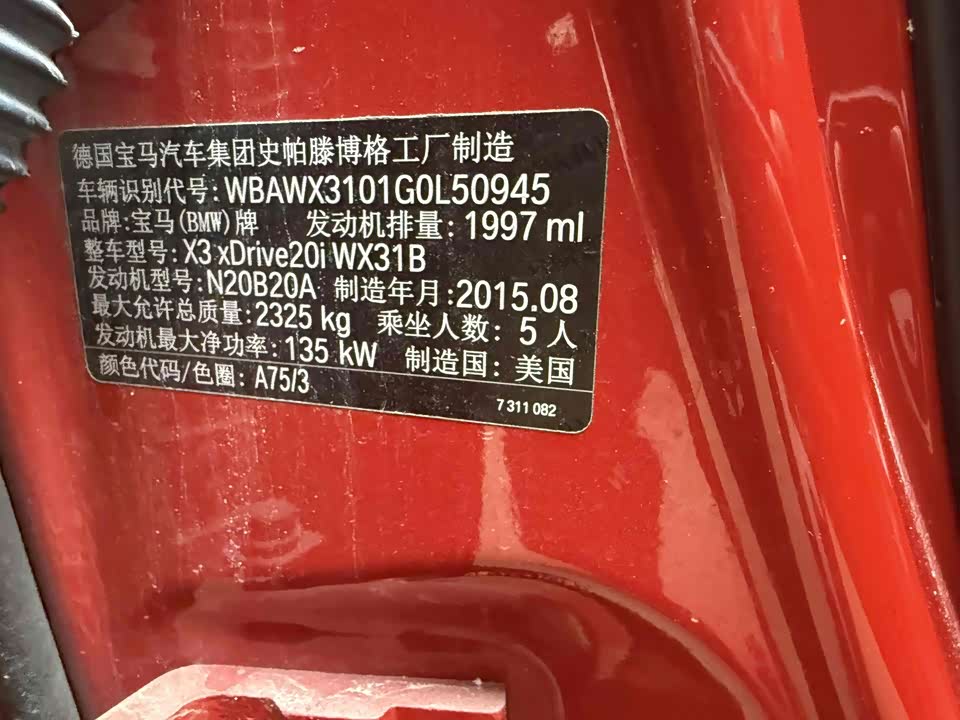 德国宝马汽车集团史帕滕博格工厂制造
车辆识别代号: WBAWX3101G0L50945
品牌: 宝马(BMW)牌 发动机排量: 1997 ml
整车型号: X3 xDrive20i WX31B
发动机型号: N20B20A 制造年月: 2015.08
最大允许总质量: 2325 kg 乘坐人数: 5 人
发动机最大净功率: 135 kW 制造国: 美国
颜色代码/色圈: A75/3
7 311 082